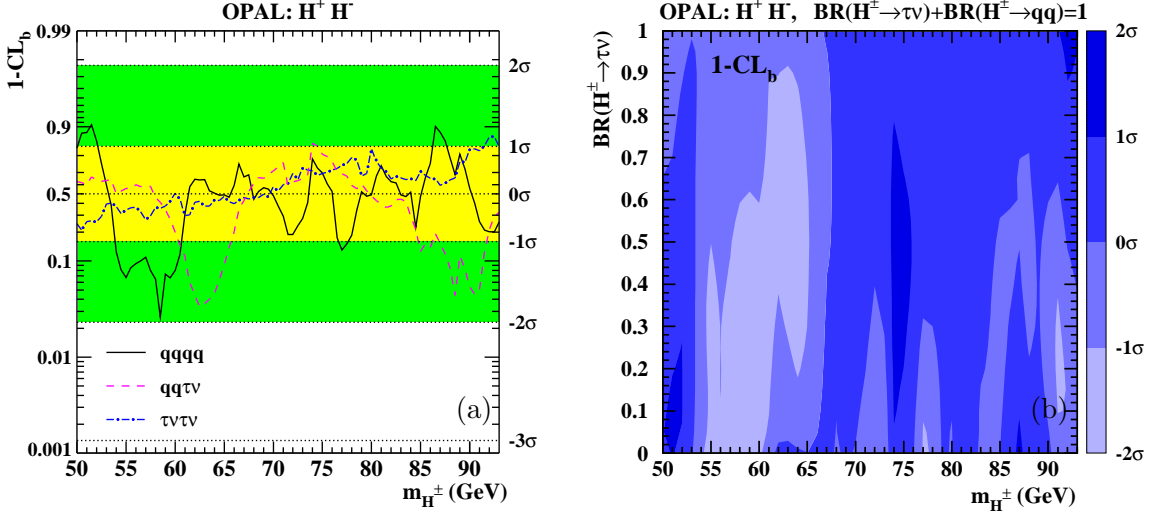 OPAL: H⁺ H⁻
1-CL_b
0.99
0.9
0.5
0.1
0.01
0.001
2σ
1σ
0σ
-1σ
-2σ
-3σ
qqqq
qqτν
τντν
(a)
50 55 60 65 70 75 80 85 90
m_H± (GeV)
OPAL: H⁺ H⁻, BR(H±→τν)+BR(H±→qq)=1
BR(H±→τν)
1-CL_b
1
0.9
0.8
0.7
0.6
0.5
0.4
0.3
0.2
0.1
0
(b)
50 55 60 65 70 75 80 85 90
m_H± (GeV)
2σ
1σ
0σ
-1σ
-2σ